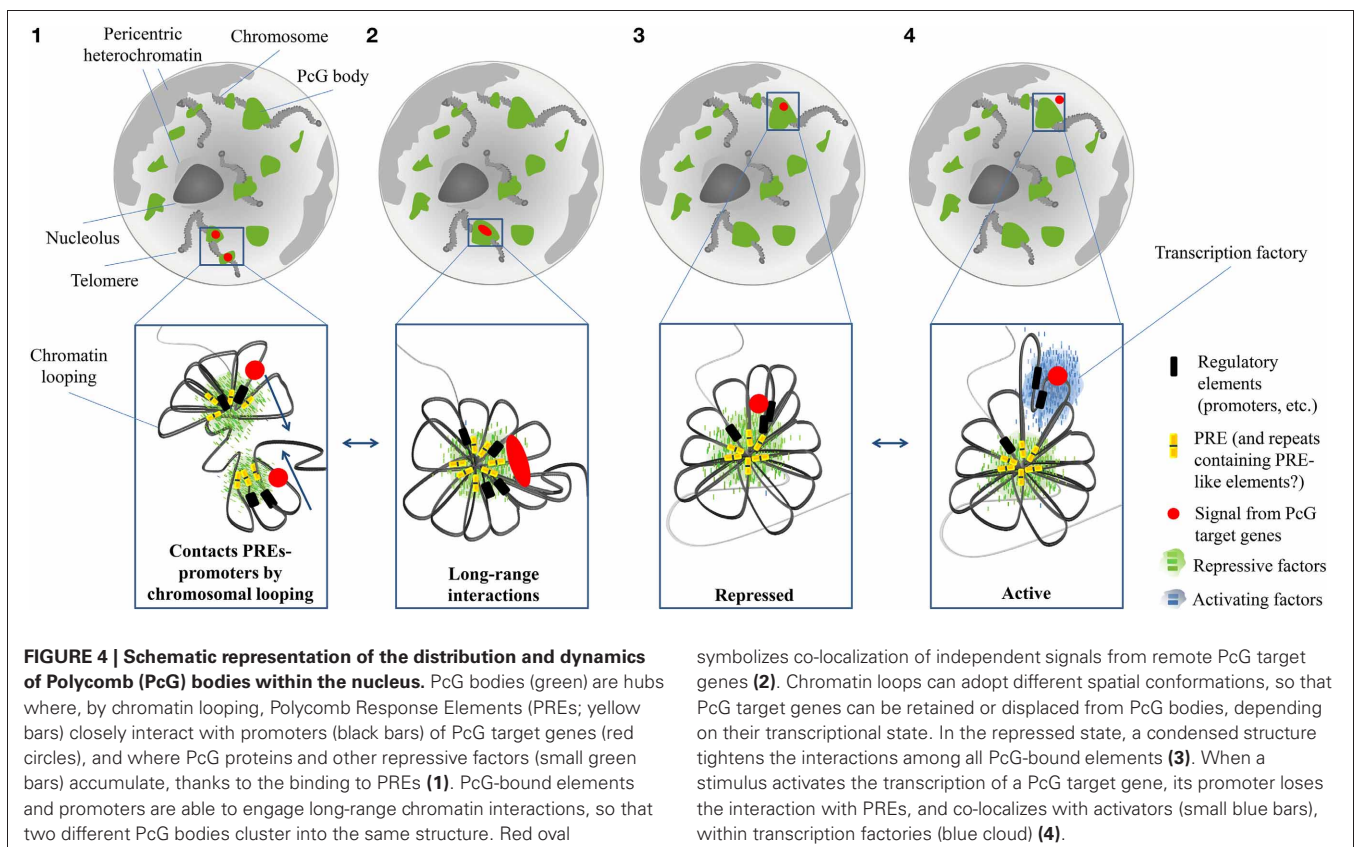 1
Pericentric
heterochromatin
Chromosome
PcG body
2
3
4
Nucleolus
Telomere
Transcription factory
Chromatin
looping
Contacts PREs-
promoters by
chromosomal looping
Long-range
interactions
Repressed
Active
Regulatory
elements
(promoters, etc.)
PRE (and repeats
containing PRE-
like elements?)
Signal from PcG
target genes
Repressive factors
Activating factors
FIGURE 4 | Schematic representation of the distribution and dynamics
of Polycomb (PcG) bodies within the nucleus. PcG bodies (green) are hubs
where, by chromatin looping, Polycomb Response Elements (PREs; yellow
bars) closely interact with promoters (black bars) of PcG target genes (red
circles), and where PcG proteins and other repressive factors (small green
bars) accumulate, thanks to the binding to PREs (1). PcG-bound elements
and promoters are able to engage long-range chromatin interactions, so that
two different PcG bodies cluster into the same structure. Red oval
symbolizes co-localization of independent signals from remote PcG target
genes (2). Chromatin loops can adopt different spatial conformations, so that
PcG target genes can be retained or displaced from PcG bodies, depending
on their transcriptional state. In the repressed state, a condensed structure
tightens the interactions among all PcG-bound elements (3). When a
stimulus activates the transcription of a PcG target gene, its promoter loses
the interaction with PREs, and co-localizes with activators (small blue bars),
within transcription factories (blue cloud) (4).